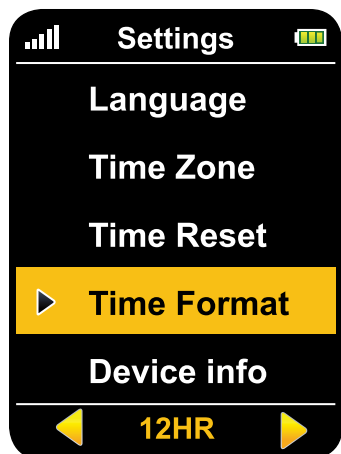 Settings
Language
Time Zone
Time Reset
Time Format
Device info
12HR